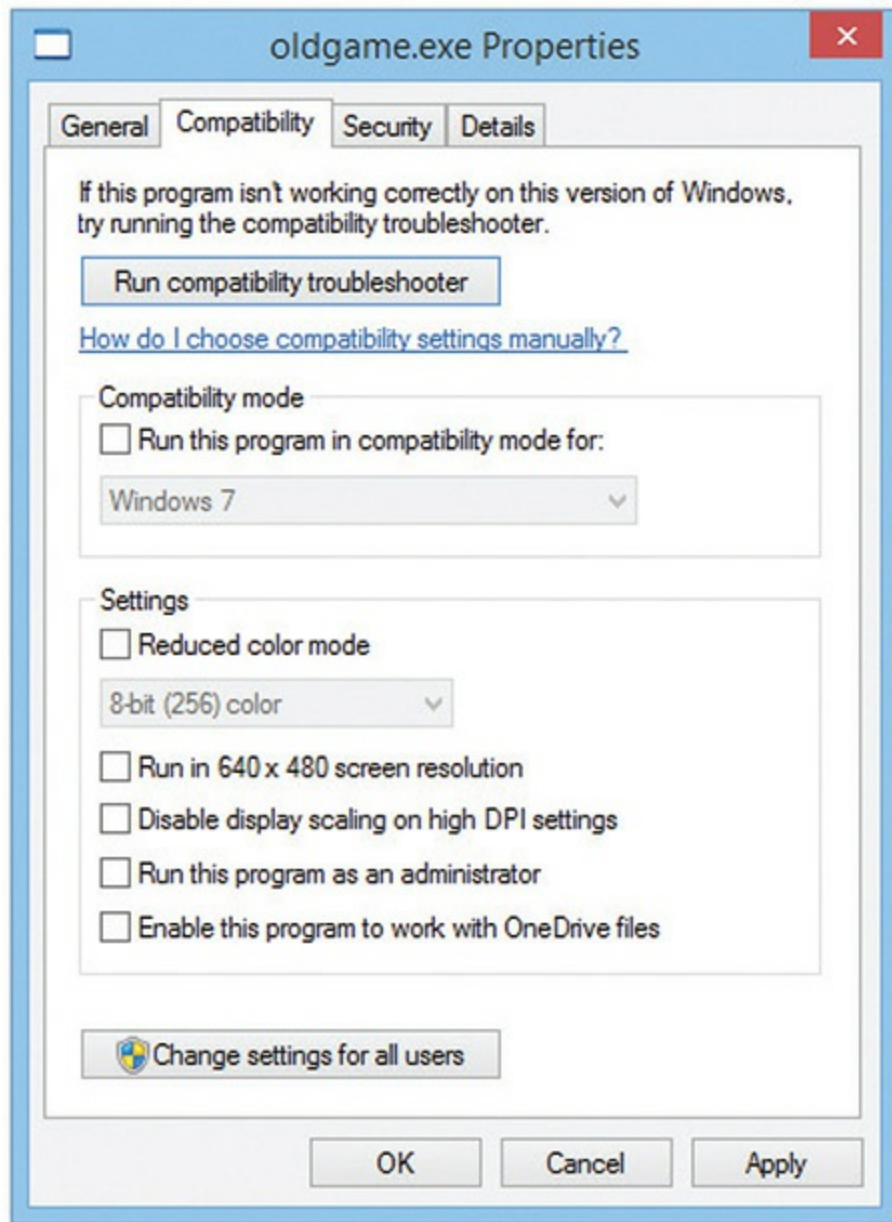 oldgame.exe Properties
General Compatibility Security Details
If this program isn't working correctly on this version of Windows,
try running the compatibility troubleshooter.
Run compatibility troubleshooter
How do I choose compatibility settings manually?
Compatibility mode
Run this program in compatibility mode for:
Windows 7
Settings
Reduced color mode
8-bit (256) color
Run in 640 x 480 screen resolution
Disable display scaling on high DPI settings
Run this program as an administrator
Enable this program to work with OneDrive files
Change settings for all users
OK Cancel Apply